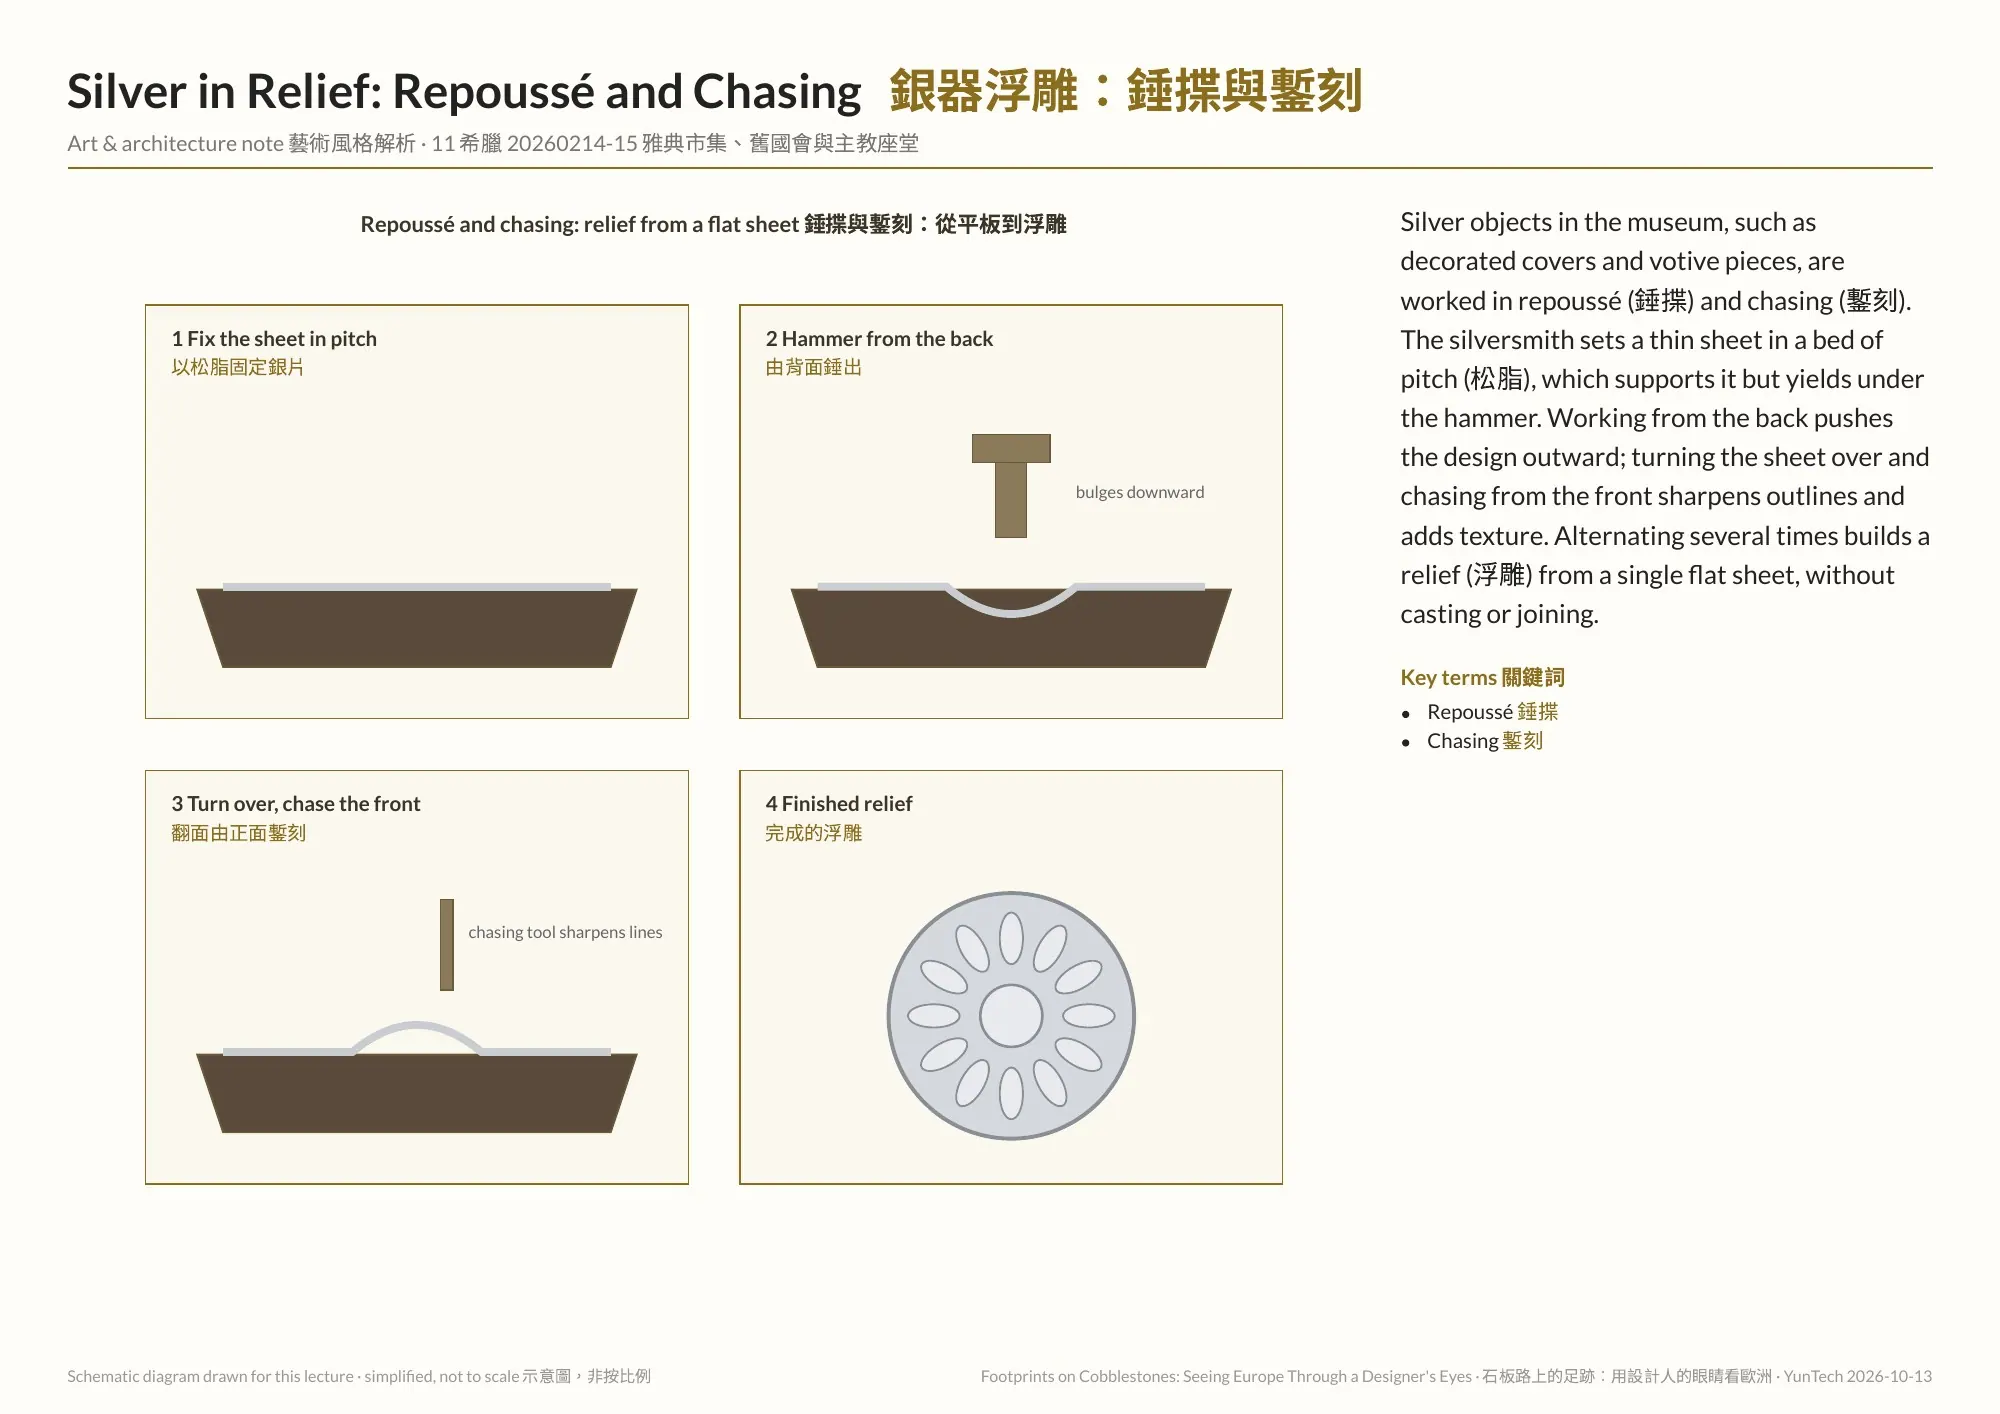 Silver in Relief: Repoussé and Chasing 銀器浮雕：錘揲與鏨刻
Art & architecture note 藝術風格解析 · 11 希臘 20260214-15 雅典市集、舊國會與主教座堂
Repoussé and chasing: relief from a flat sheet 錘揲與鏨刻：從平板到浮雕
1 Fix the sheet in pitch
以松脂固定銀片
2 Hammer from the back
由背面錘出
bulges downward
3 Turn over, chase the front
翻面由正面鏨刻
chasing tool sharpens lines
4 Finished relief
完成的浮雕
Silver objects in the museum, such as
decorated covers and votive pieces, are
worked in repoussé (錘揲) and chasing (鏨刻).
The silversmith sets a thin sheet in a bed of
pitch (松脂), which supports it but yields under
the hammer. Working from the back pushes
the design outward; turning the sheet over and
chasing from the front sharpens outlines and
adds texture. Alternating several times builds a
relief (浮雕) from a single flat sheet, without
casting or joining.
Key terms 關鍵詞
• Repoussé 錘揲
• Chasing 鏨刻
Schematic diagram drawn for this lecture · simplified, not to scale 示意圖，非按比例
Footprints on Cobblestones: Seeing Europe Through a Designer's Eyes · 石板路上的足跡：用設計人的眼睛看歐洲 · YunTech 2026-10-13